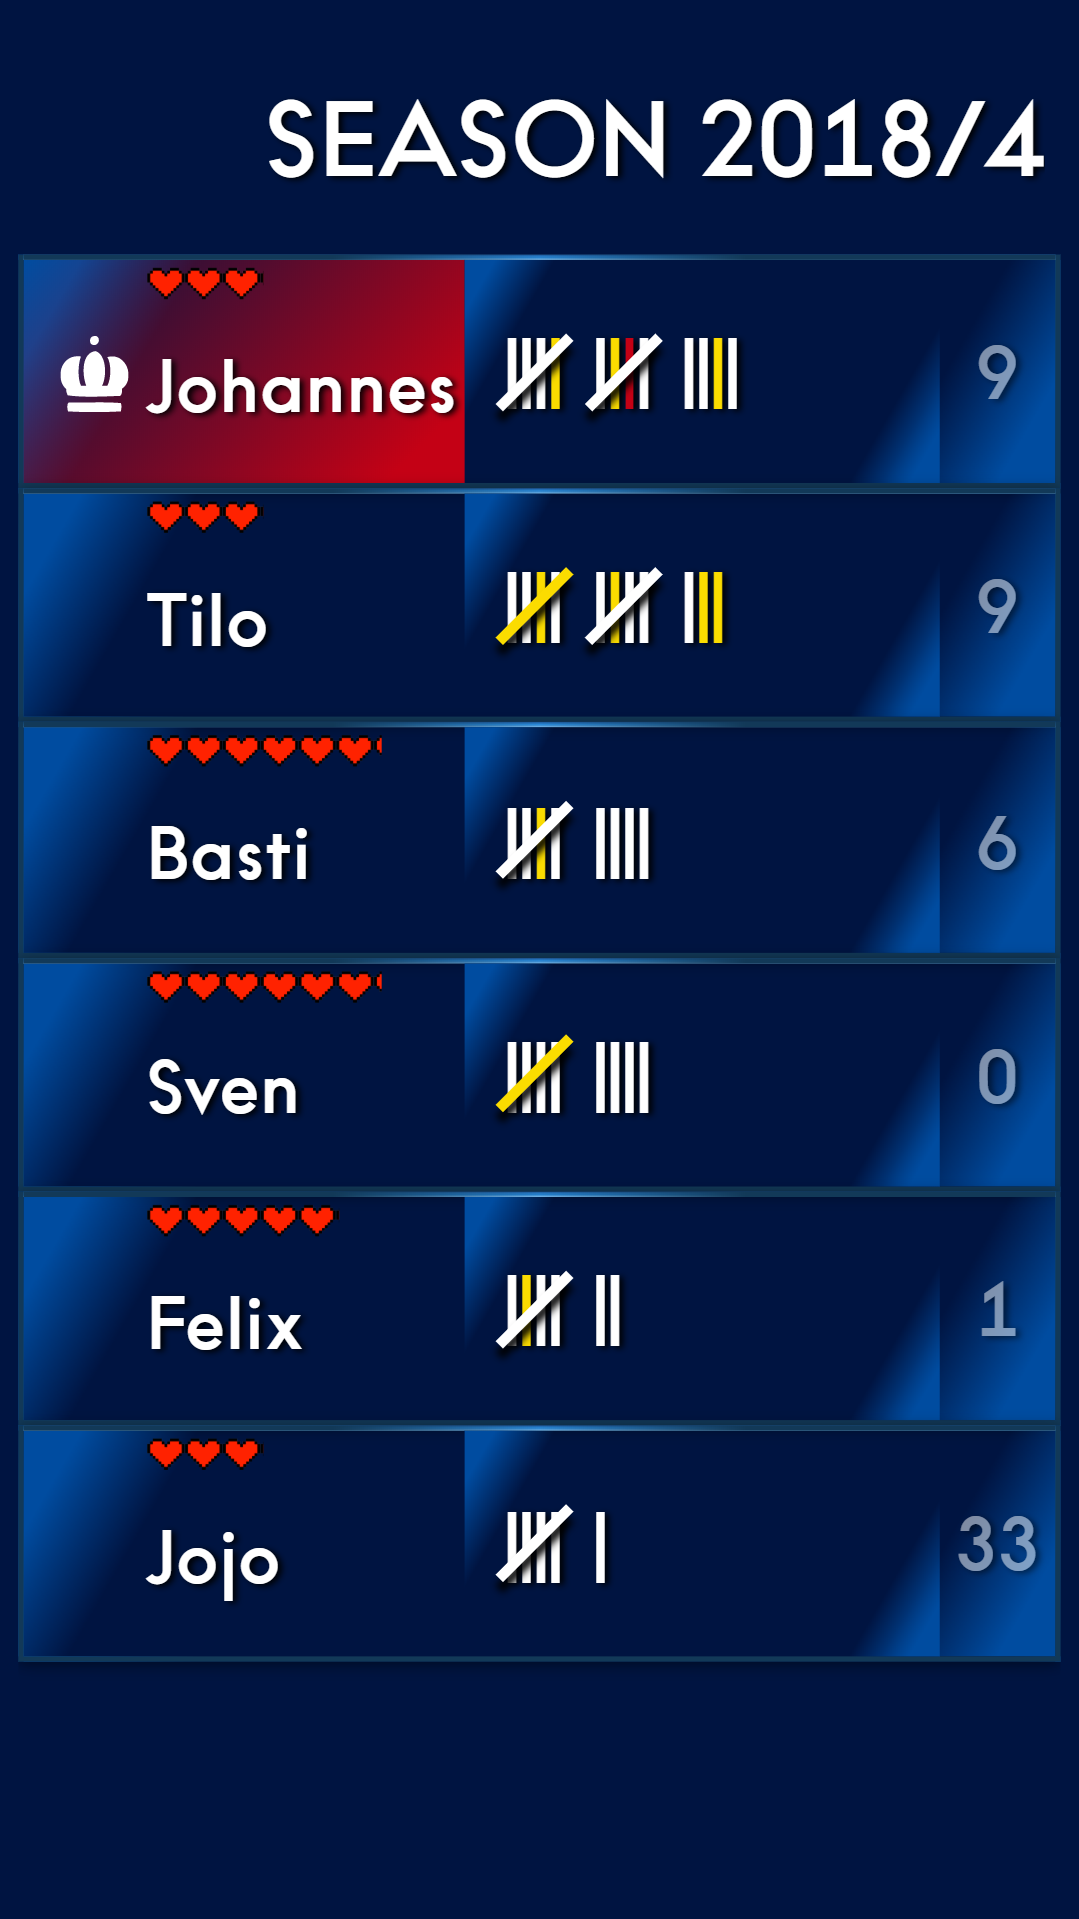 SEASON 2018/4
Johannes 9
Tilo 9
Basti 6
Sven 0
Felix 1
Jojo 33